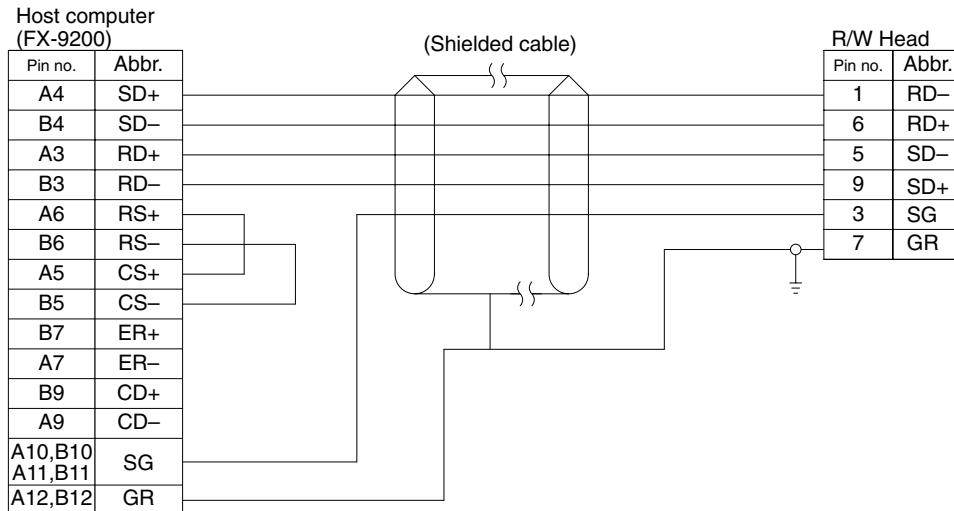 Host computer
(FX-9200)
Pin no. Abbr.
A4 SD+
B4 SD–
A3 RD+
B3 RD–
A6 RS+
B6 RS–
A5 CS+
B5 CS–
B7 ER+
A7 ER–
B9 CD+
A9 CD–
A10,B10
A11,B11 SG
A12,B12 GR
(Shielded cable)
R/W Head
Pin no. Abbr.
1 RD–
6 RD+
5 SD–
9 SD+
3 SG
7 GR